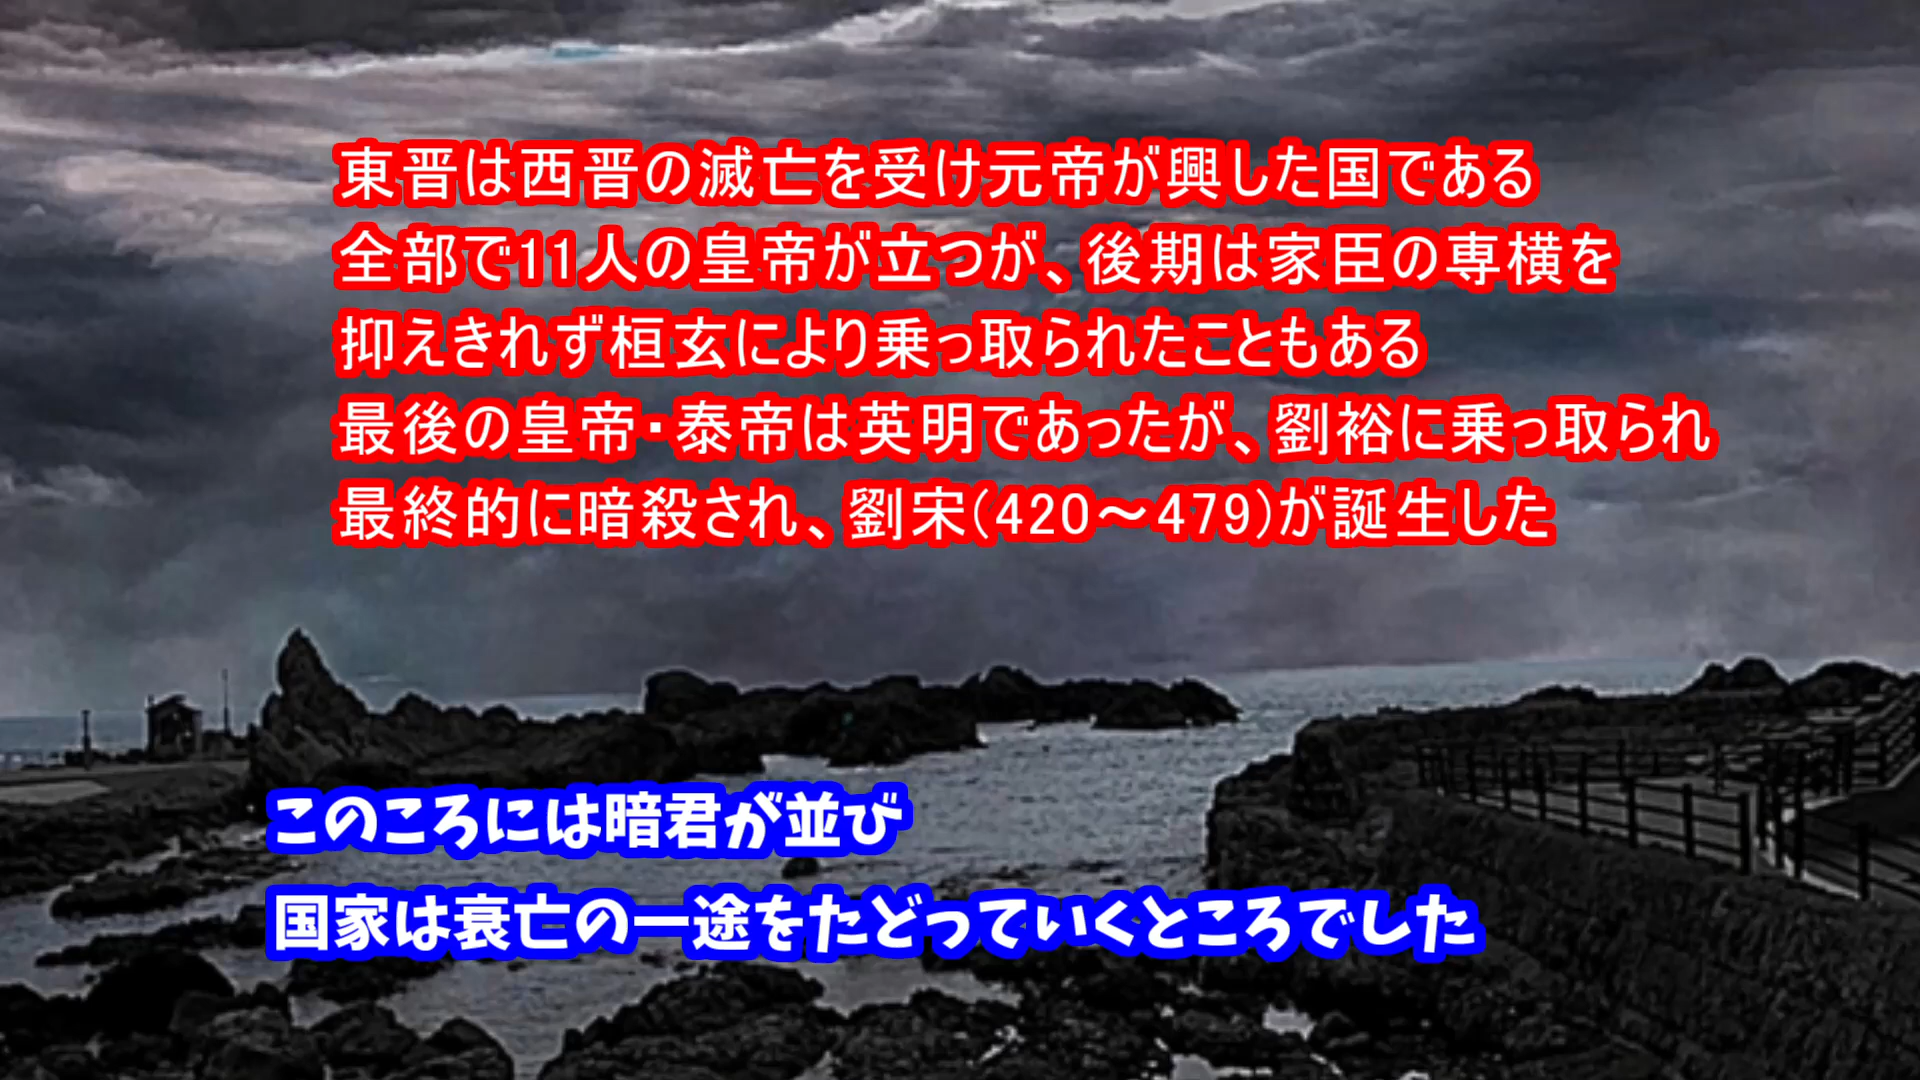 東晋は西晋の滅亡を受け元帝が興した国である
全部で11人の皇帝が立つが、後期は家臣の専横を
抑えきれず桓玄により乗っ取られたこともある
最後の皇帝・泰帝は英明であったが、劉裕に乗っ取られ
最終的に暗殺され、劉宋(420～479)が誕生した
このころには暗君が並び
国家は衰亡の一途をたどっていくところでした